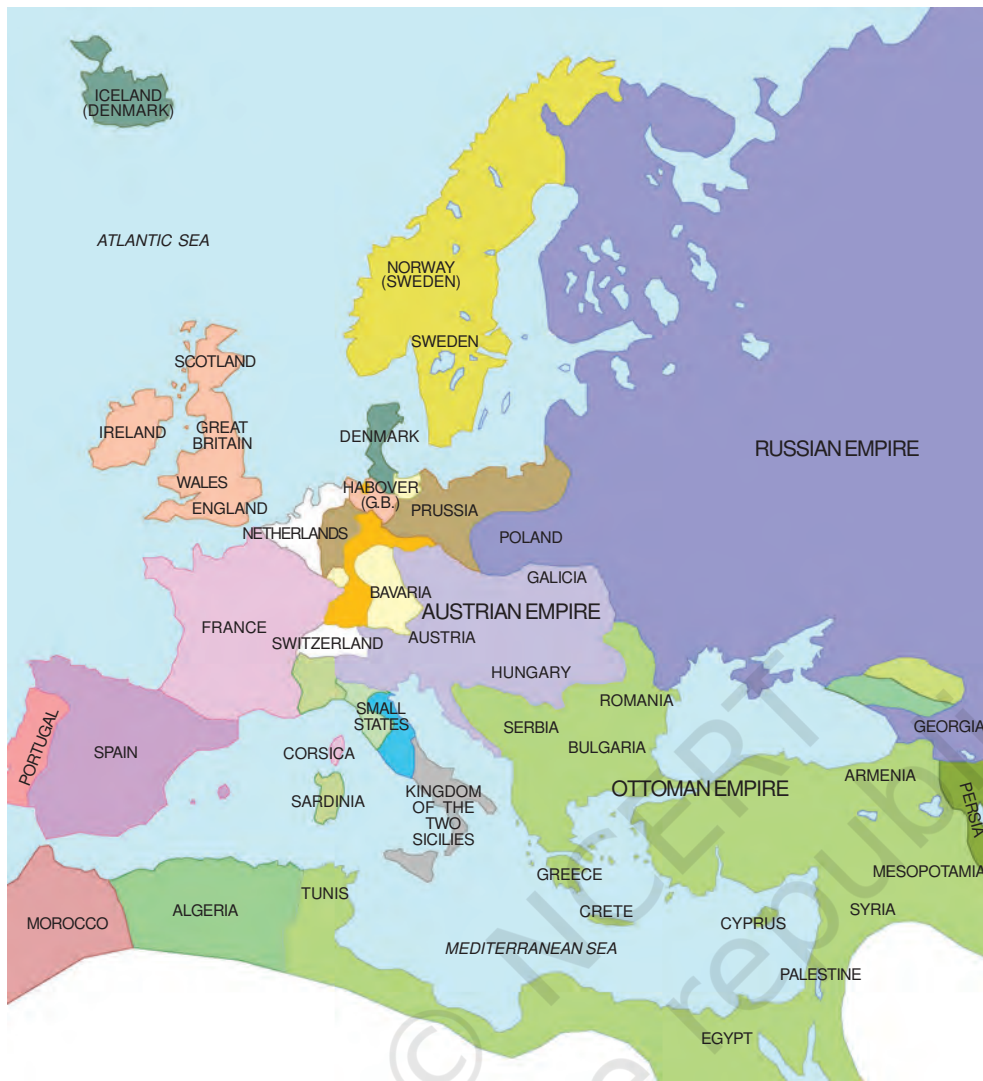 ICELAND
(DENMARK)
ATLANTIC SEA
NORWAY
(SWEDEN)
SWEDEN
SCOTLAND
IRELAND
GREAT
BRITAIN
WALES
ENGLAND
DENMARK
HABOVER
(G.B.)
PRUSSIA
NETHERLANDS
RUSSIAN EMPIRE
POLAND
GALICIA
BAVARIA
AUSTRIAN EMPIRE
AUSTRIA
FRANCE
SWITZERLAND
HUNGARY
ROMANIA
SMALL
STATES
SERBIA
BULGARIA
GEORGIA
PORTUGAL
SPAIN
CORSICA
SARDINIA
KINGDOM
OF THE
TWO
SICILIES
OTTOMAN EMPIRE
ARMENIA
PERSIA
MESOPOTAMIA
GREECE
CRETE
CYPRUS
SYRIA
TUNIS
ALGERIA
MOROCCO
MEDITERRANEAN SEA
PALESTINE
EGYPT
© NCERT
be republ